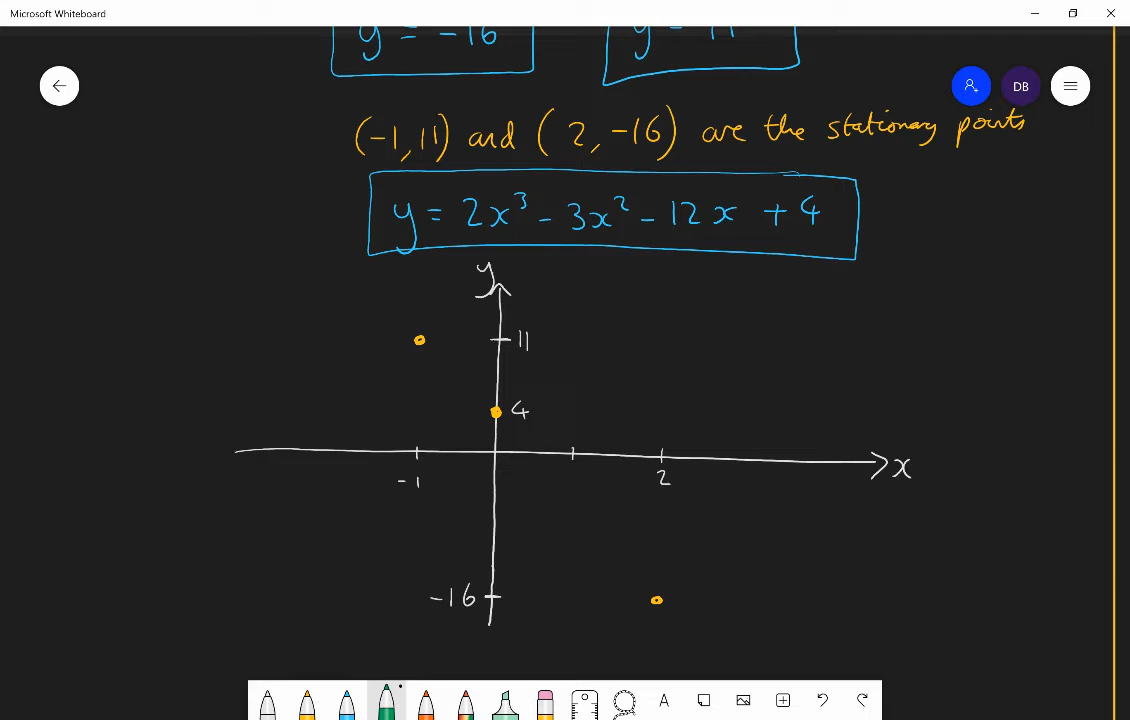 Microsoft Whiteboard
y = -16
y = 11
DB
(-1, 11) and (2, -16) are the stationary points
y = 2x³ - 3x² - 12x + 4
y
11
4
-1
2
x
-16
A